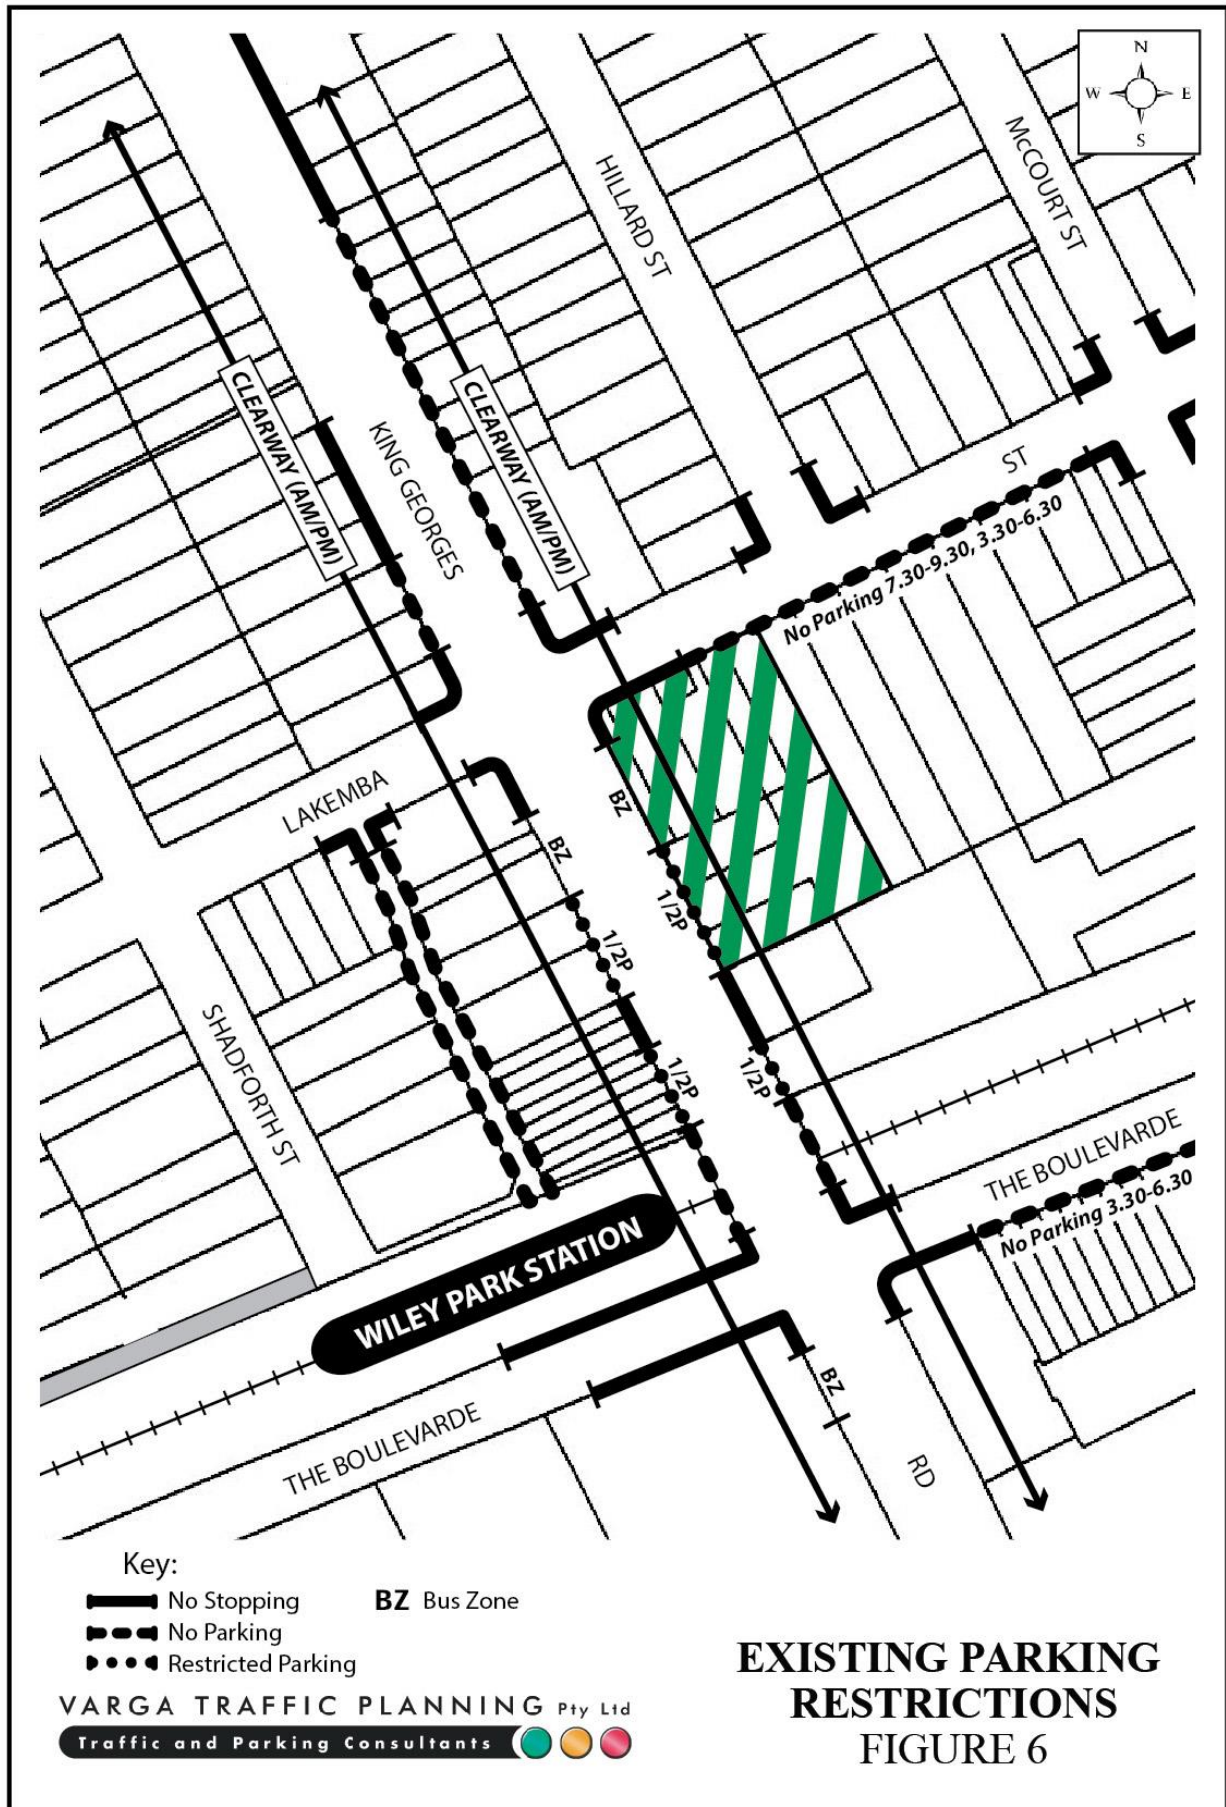 N
W E
S
McCOURT ST
HILLARD ST
CLEARWAY (AM/PM)
CLEARWAY (AM/PM)
KING GEORGES
ST
No Parking 7.30-9.30, 3.30-6.30
LAKEMBA
BZ
BZ
1/2P
1/2P
SHADFORTH ST
1/2P
1/2P
THE BOULEVARDE
No Parking 3.30-6.30
WILEY PARK STATION
BZ
THE BOULEVARDE
RD
Key:
No Stopping
BZ Bus Zone
No Parking
Restricted Parking
VARGA TRAFFIC PLANNING Pty Ltd
Traffic and Parking Consultants
EXISTING PARKING
RESTRICTIONS
FIGURE 6